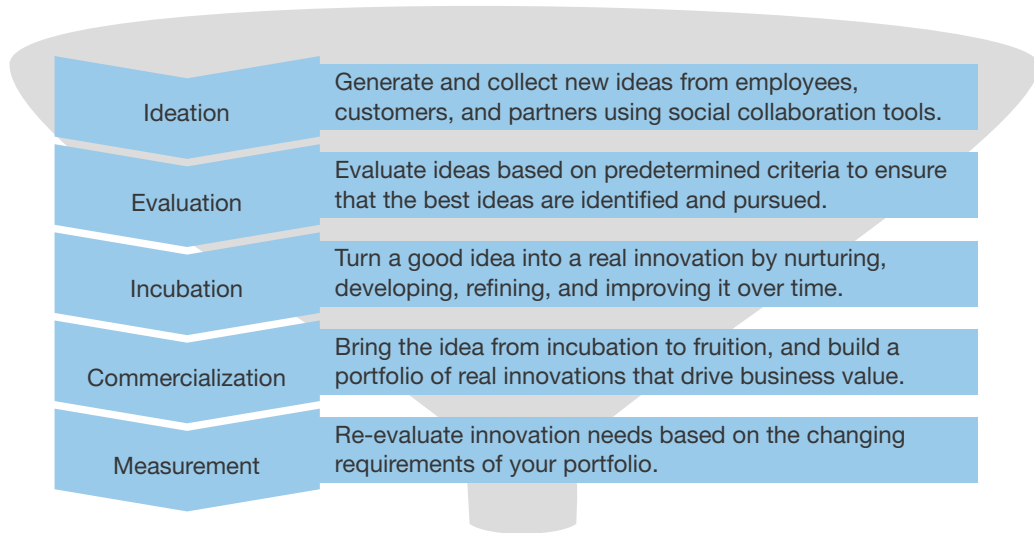 Ideation
Generate and collect new ideas from employees,
customers, and partners using social collaboration tools.
Evaluation
Evaluate ideas based on predetermined criteria to ensure
that the best ideas are identified and pursued.
Incubation
Turn a good idea into a real innovation by nurturing,
developing, refining, and improving it over time.
Commercialization
Bring the idea from incubation to fruition, and build a
portfolio of real innovations that drive business value.
Measurement
Re-evaluate innovation needs based on the changing
requirements of your portfolio.